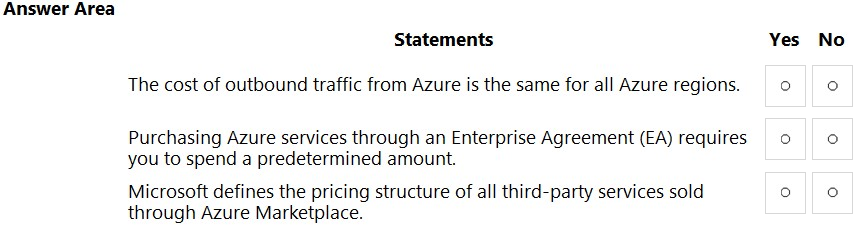 Answer Area
Statements Yes No
The cost of outbound traffic from Azure is the same for all Azure regions.
Purchasing Azure services through an Enterprise Agreement (EA) requires
you to spend a predetermined amount.
Microsoft defines the pricing structure of all third-party services sold
through Azure Marketplace.